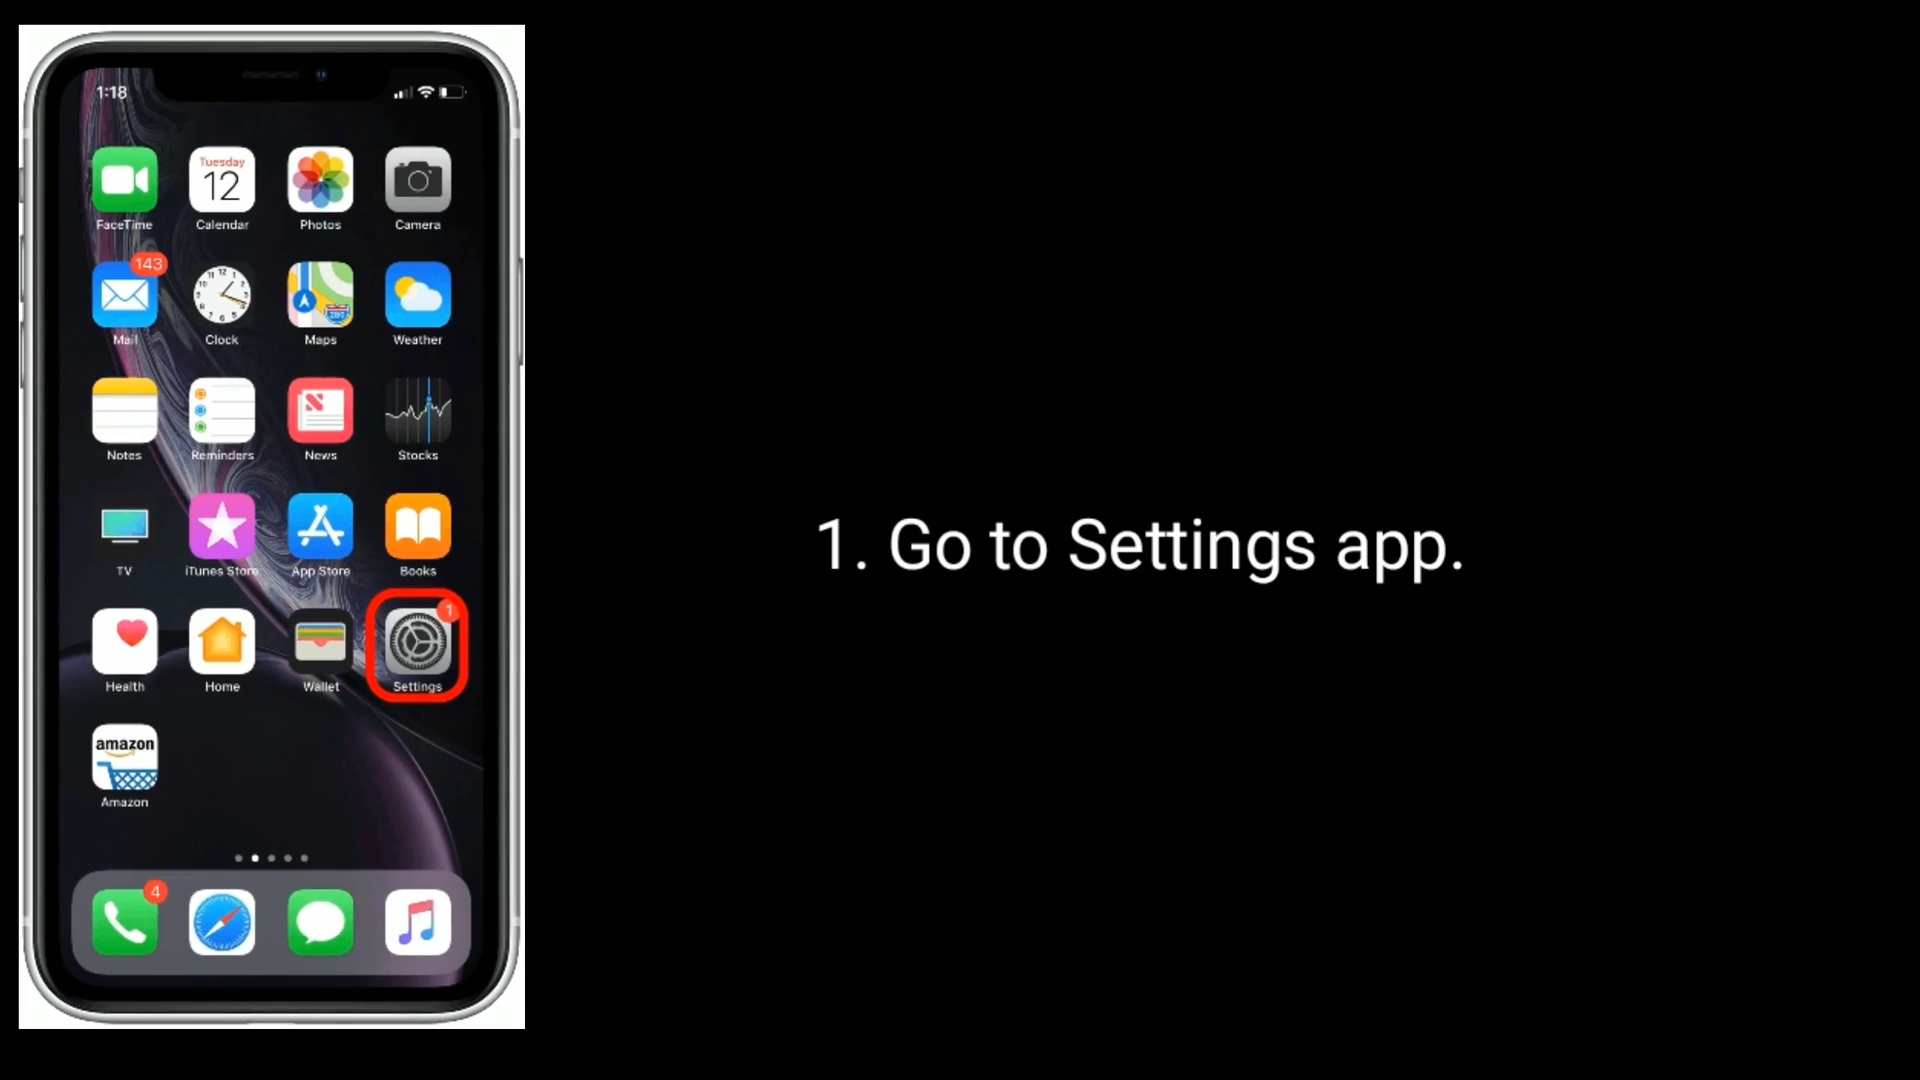 1:18
Tuesday
12
FaceTime
Calendar
Photos
Camera
143
Mail
Clock
Maps
Weather
Notes
Reminders
News
Stocks
TV
iTunes Store
App Store
Books
1
Health
Home
Wallet
Settings
amazon
Amazon
4
1. Go to Settings app.